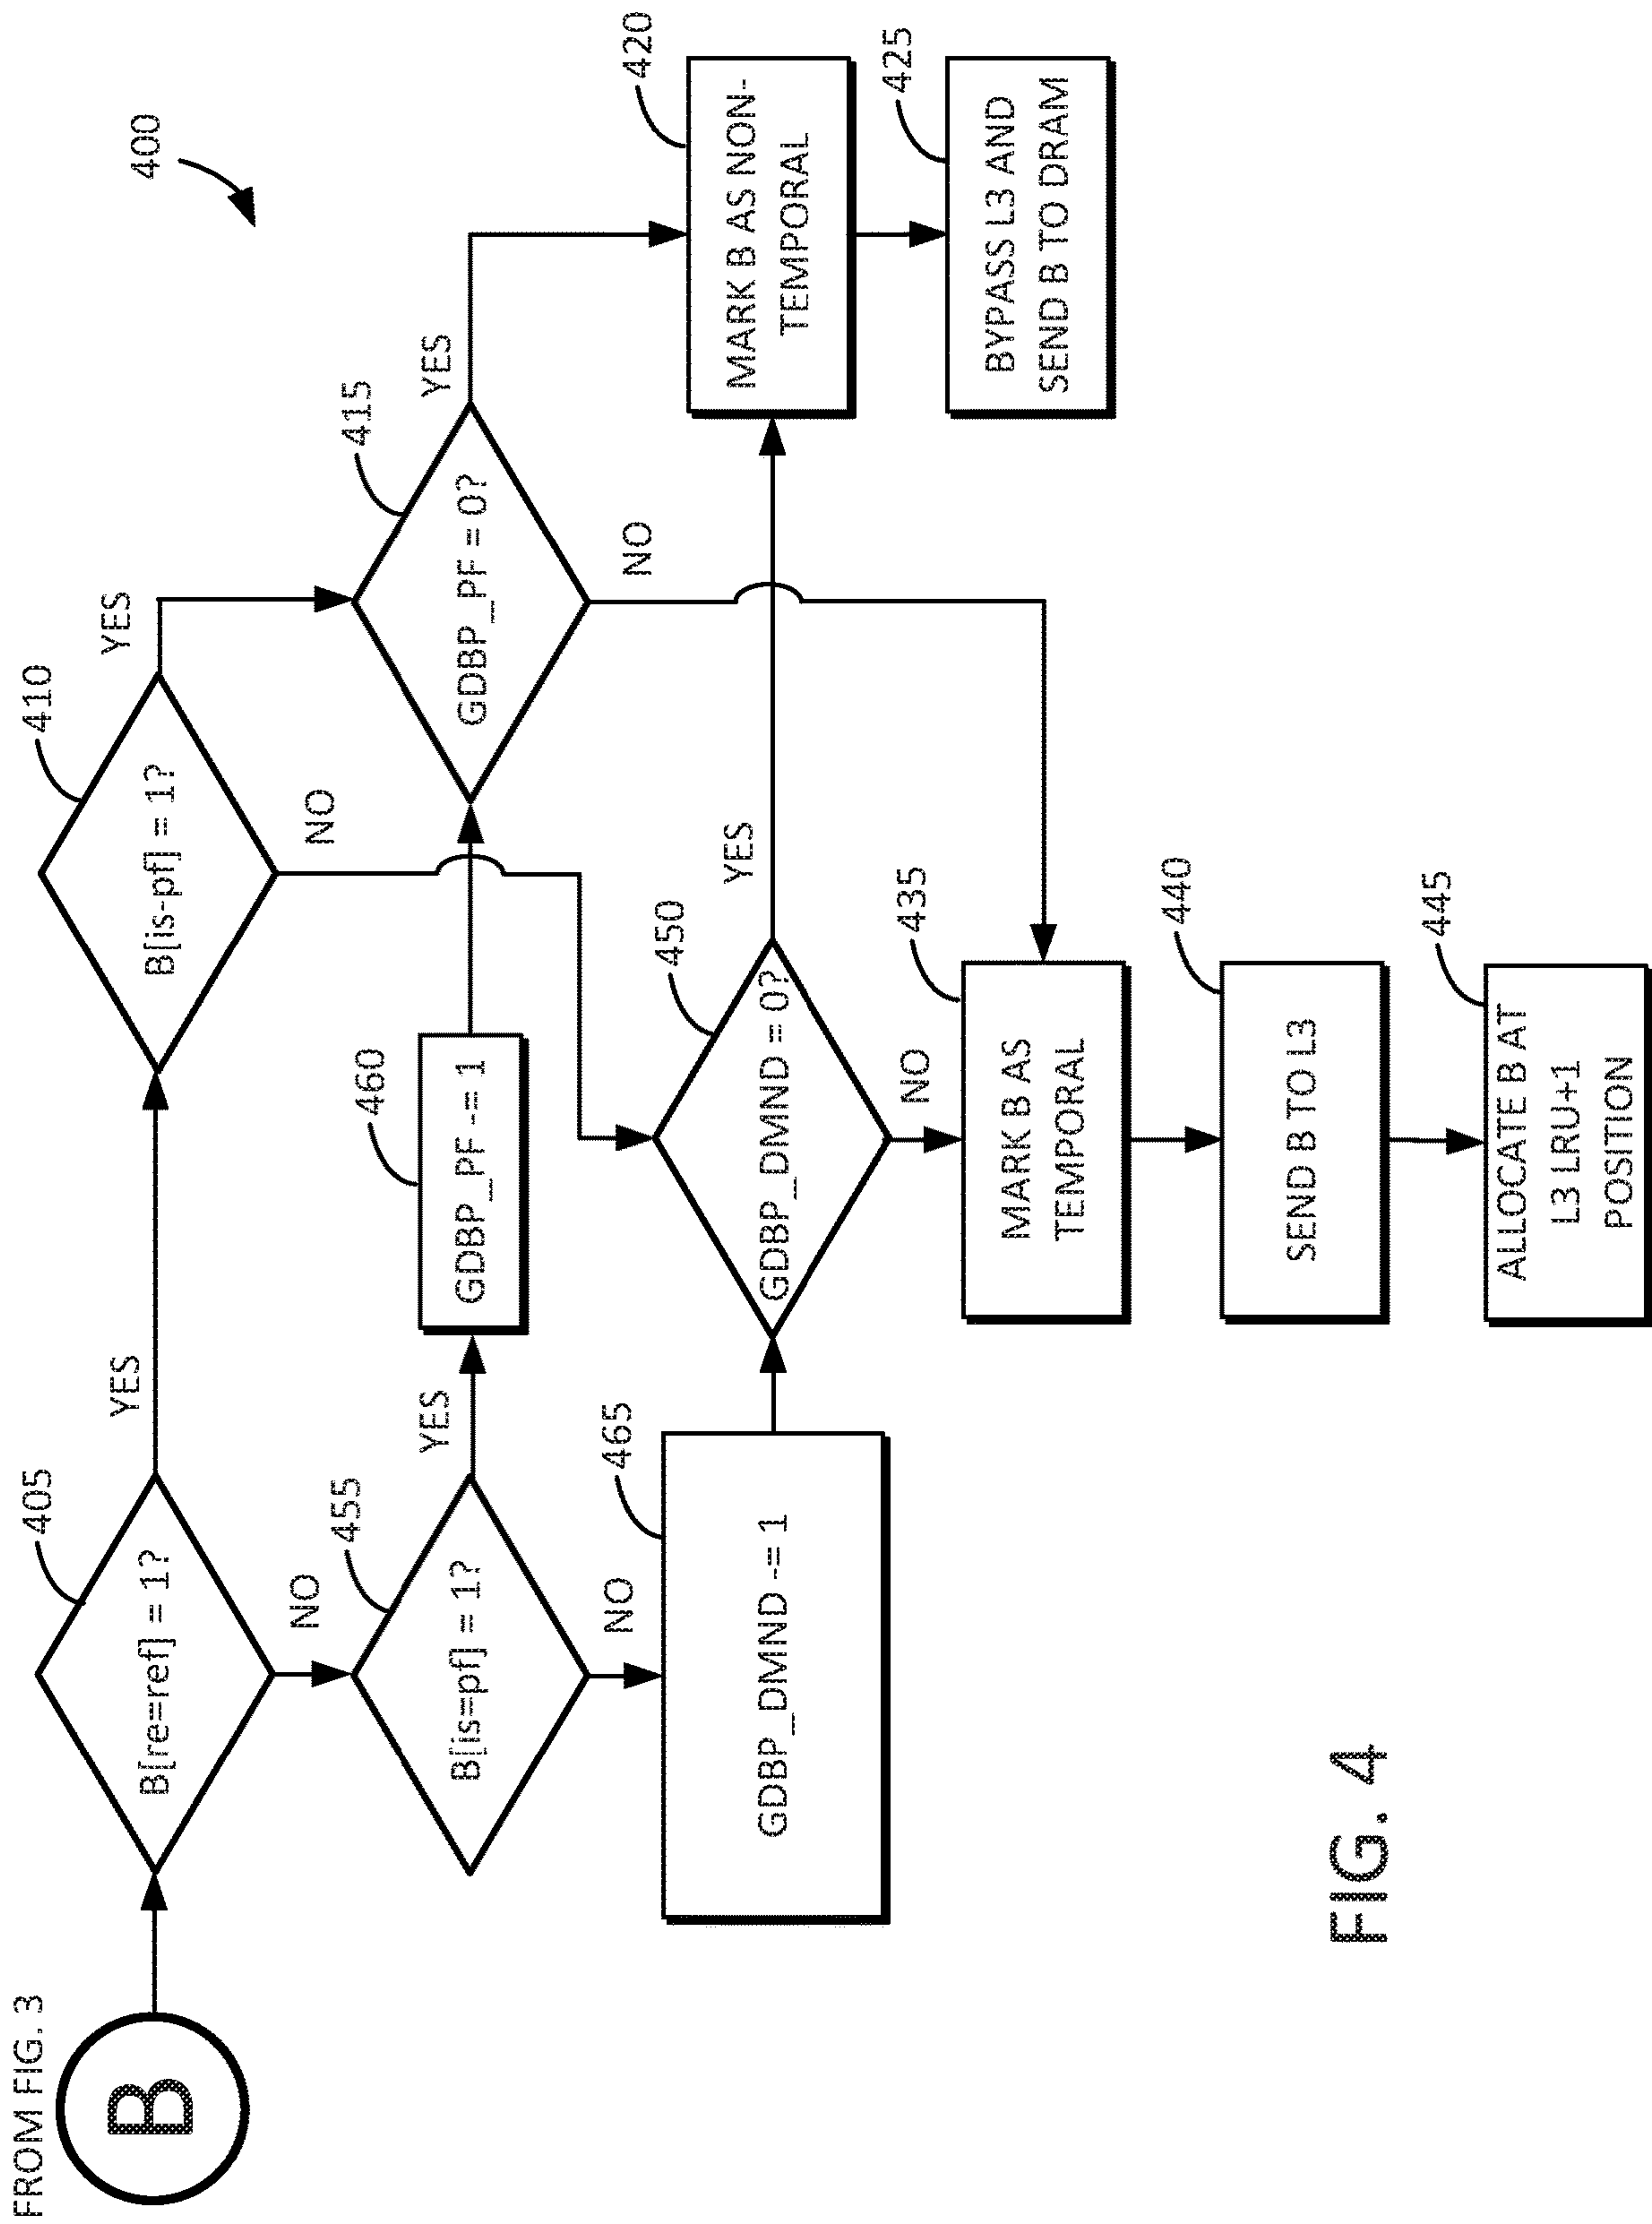 FROM FIG. 3
B
400
405
B[re=ref] = 1?
YES
NO
410
B[is-pf] = 1?
YES
NO
455
B[is=pf] = 1?
YES
NO
460
GDBP_PF -= 1
415
GDBP_PF = 0?
YES
NO
465
GDBP_DMND -= 1
450
GDBP_DMND = 0?
YES
NO
420
MARK B AS NON-
TEMPORAL
425
BYPASS L3 AND
SEND B TO DRAM
435
MARK B AS
TEMPORAL
440
SEND B TO L3
445
ALLOCATE B AT
L3 LRU+1
POSITION
FIG. 4